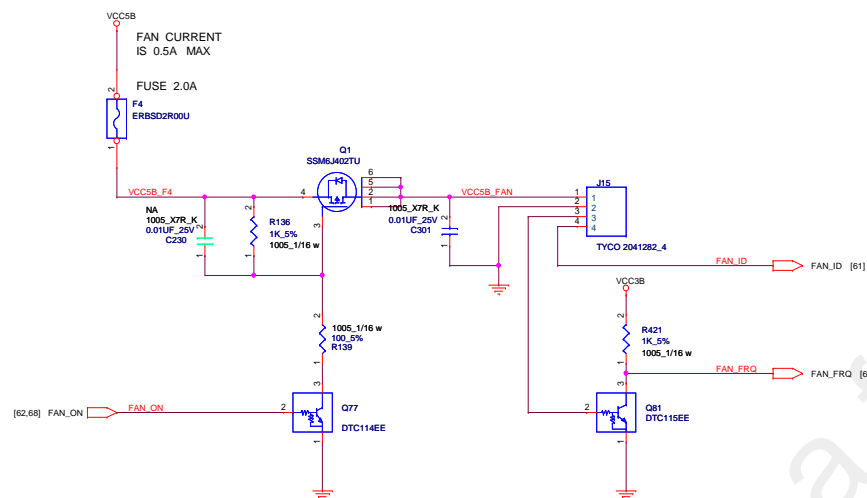 VCC5B
FAN CURRENT
IS 0.5A MAX
FUSE 2.0A
2
F4
ERBSD2R00U
1
Q1
SSM6J402TU
VCC5B_F4
4
6
5
2
1
3
VCC5B_FAN
NA
1005_X7R_K
0.01UF_25V
C230
2
1
2
R136
1K_5%
1005_1/16 w
1
1005_X7R_K
0.01UF_25V
C301
2
1
J15
1
2
3
4
1
2
3
4
TYCO 2041282_4
FAN_ID
FAN_ID [61]
VCC3B
2
1005_1/16 w
100_5%
R139
1
2
R421
1K_5%
1005_1/16 w
1
FAN_FRQ
FAN_FRQ [6
[62,68] FAN_ON
FAN_ON
2
3
Q77
DTC114EE
1
2
3
Q81
DTC115EE
1
a